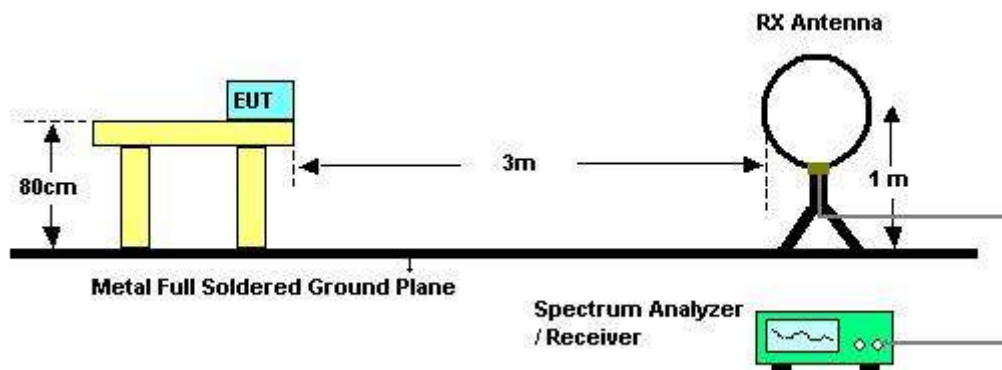 RX Antenna
EUT
3m
80cm
1 m
Metal Full Soldered Ground Plane
Spectrum Analyzer
/ Receiver